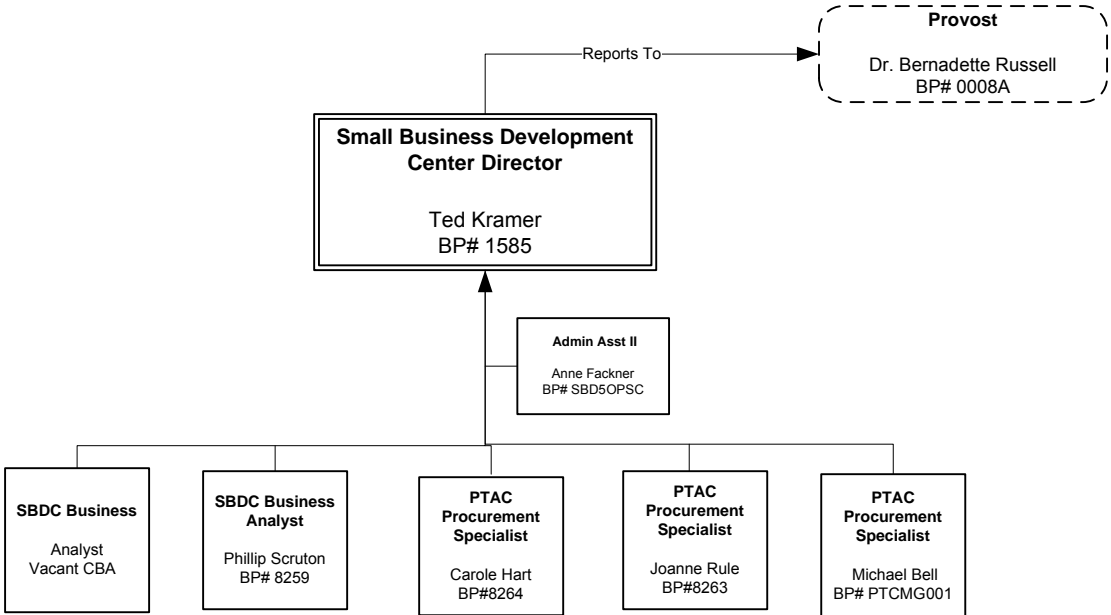 Provost
Dr. Bernadette Russell
BP# 0008A
Reports To
Small Business Development
Center Director
Ted Kramer
BP# 1585
Admin Asst II
Anne Fackner
BP# SBD5OPSC
SBDC Business
Analyst
Vacant CBA
SBDC Business
Analyst
Phillip Scruton
BP# 8259
PTAC
Procurement
Specialist
Carole Hart
BP#8264
PTAC
Procurement
Specialist
Joanne Rule
BP#8263
PTAC
Procurement
Specialist
Michael Bell
BP# PTCMG001